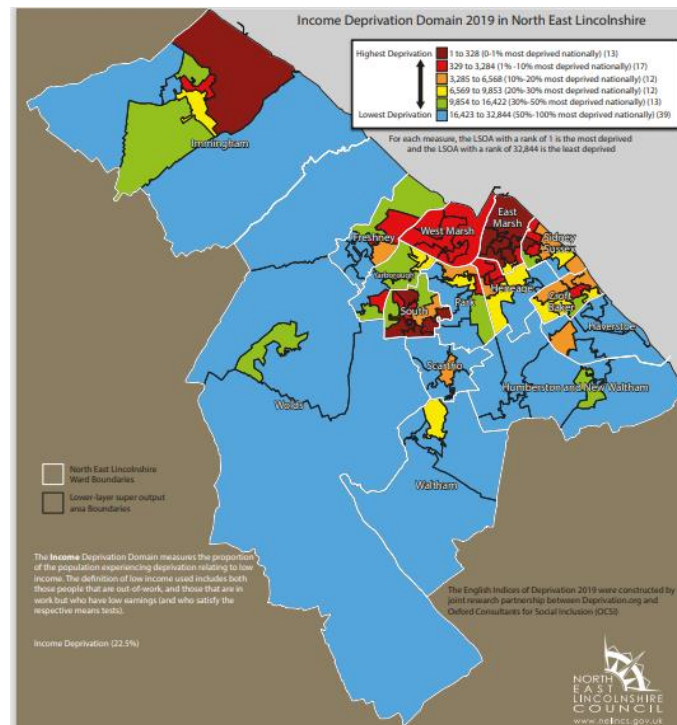 Income Deprivation Domain 2019 in North East Lincolnshire
Highest Deprivation
Lowest Deprivation
1 to 328 (0-1% most deprived nationally) (13)
329 to 3,284 (1% -10% most deprived nationally) (17)
3,285 to 6,568 (10%-20% most deprived nationally) (12)
6,569 to 9,853 (20%-30% most deprived nationally) (12)
9,854 to 16,422 (30%-50% most deprived nationally) (13)
16,423 to 32,844 (50%-100% most deprived nationally) (39)
For each measure, the LSOA with a rank of 1 is the most deprived
and the LSOA with a rank of 32,844 is the least deprived
Immingham
East
Marsh
West Marsh
Freshney
Sidney
Sussex
Yarborough
Heneage
Park
Croft
Baker
South
Haverstoe
Scartho
Humberston and New Waltham
Wolds
Waltham
North East Lincolnshire
Ward Boundaries
Lower-layer super output
area Boundaries
The Income Deprivation Domain measures the proportion
of the population experiencing deprivation relating to low
income. The definition of low income used includes both
those people that are out-of-work, and those that are in
work but who have low earnings (and who satisfy the
respective means tests).
Income Deprivation (22.5%)
The English Indices of Deprivation 2019 were constructed by
joint research partnership between Deprivation.org and
Oxford Consultants for Social Inclusion (OCSI)
NORTH
EAST
LINCOLNSHIRE
COUNCIL
www.nelincs.gov.uk